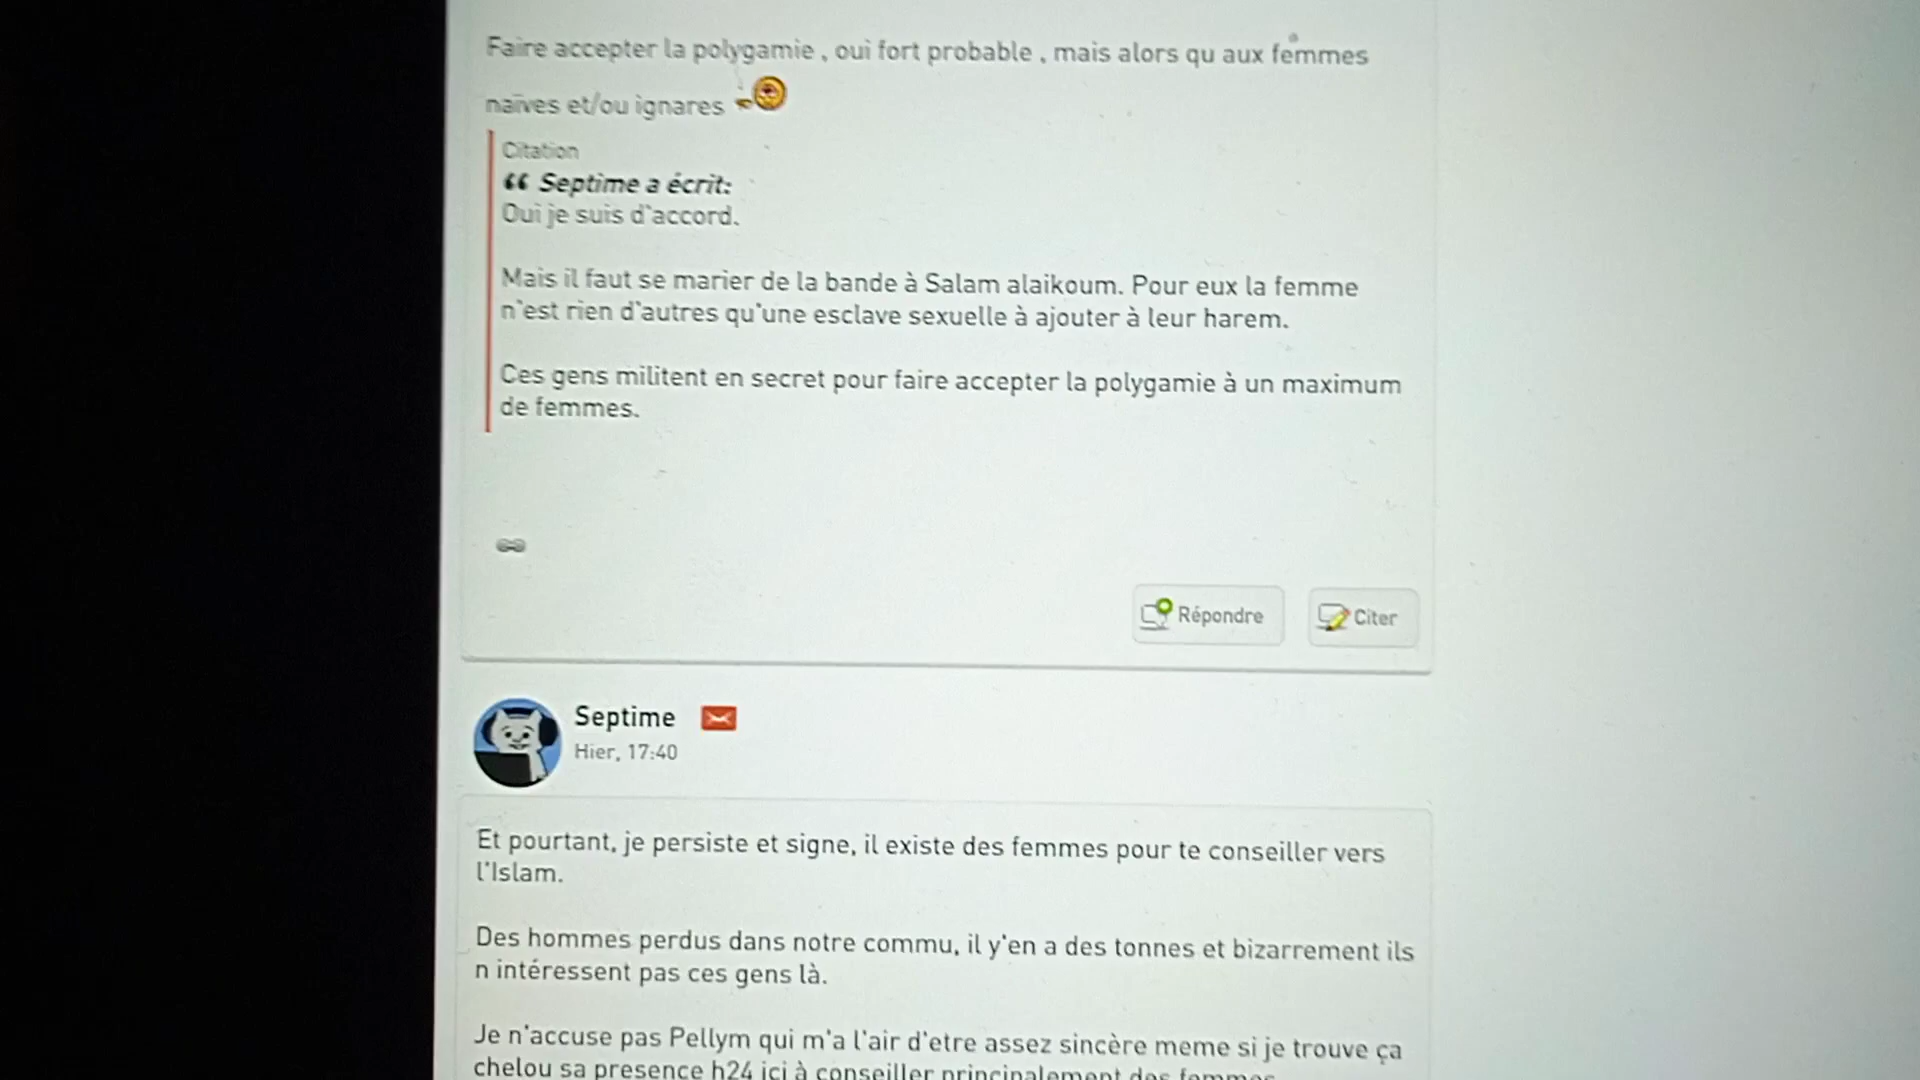 Faire accepter la polygamie , oui fort probable , mais alors qu aux femmes
naïves et/ou ignares
Citation
“ Septime a écrit:
Oui je suis d'accord.
Mais il faut se marier de la bande à Salam alaikoum. Pour eux la femme
n'est rien d'autres qu'une esclave sexuelle à ajouter à leur harem.
Ces gens militent en secret pour faire accepter la polygamie à un maximum
de femmes.
Répondre
Citer
Septime
Hier, 17:40
Et pourtant, je persiste et signe, il existe des femmes pour te conseiller vers
l'Islam.
Des hommes perdus dans notre commu, il y'en a des tonnes et bizarrement ils
n intéressent pas ces gens là.
Je n'accuse pas Pellym qui m'a l'air d'etre assez sincère meme si je trouve ça
chelou sa presence h24 ici à conseiller principalement des femmes